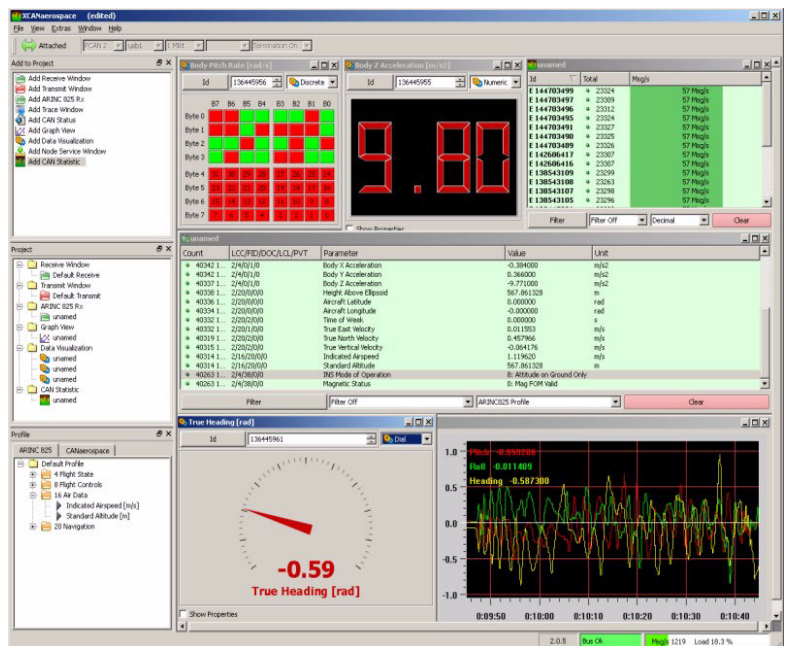 XCANaerospace (edited)
File View Extras Window Help
Attached PCAN 2 usb1 1 MBit Termination On
Add to Project
Add Receive Window
Add Transmit Window
Add ARINC 825 Rx
Add Trace Window
Add CAN Status
Add Graph View
Add Data Visualization
Add Node Service Window
Add CAN Statistic
Project
Receive Window
Default Receive
Transmit Window
Default Transmit
ARINC 825 Rx
unamed
Graph View
unamed
Data Visualization
unamed
unamed
unamed
CAN Statistic
unamed
Profile
ARINC 825 CANaerospace
Default Profile
4 Flight State
8 Flight Controls
16 Air Data
Indicated Airspeed [m/s]
Standard Altitude [m]
20 Navigation
Body Pitch Rate [rad/s]
Id 136445956 Discrete
B7 B6 B5 B4 B3 B2 B1 B0
Byte 0
Byte 1
Byte 2
Byte 3
Byte 4
Byte 5
Byte 6
Byte 7
Body Z Acceleration [m/s2]
Id 136445955 Numeric
9.80
Show Properties
unamed
Id Total Msg/s
E 144703499 23324 57 Msg/s
E 144703497 23309 57 Msg/s
E 144703496 23312 57 Msg/s
E 144703495 23324 57 Msg/s
E 144703491 23327 57 Msg/s
E 144703490 23325 57 Msg/s
E 144703489 23326 57 Msg/s
E 142606417 23307 57 Msg/s
E 142606416 23307 57 Msg/s
E 138543109 23299 57 Msg/s
E 138543108 23263 57 Msg/s
E 138543107 23298 57 Msg/s
E 138543105 23296 57 Msg/s
Filter Filter Off Decimal Clear
unamed
Count LCC/FID/DOC/LCL/PVT Parameter Value Unit
40342 1... 2/4/0/1/0 Body X Acceleration -0.384000 m/s2
40342 1... 2/4/0/1/0 Body Y Acceleration 0.366000 m/s2
40337 1... 2/4/0/1/0 Body Z Acceleration -9.771000 m/s2
40338 1... 2/20/0/0/0 Height Above Ellipsoid 567.861328 m
40336 1... 2/20/0/0/0 Aircraft Latitude 0.000000 rad
40334 1... 2/20/0/0/0 Aircraft Longitude -0.000000 rad
40332 1... 2/20/2/0/0 Time of Week 0.000000 s
40332 1... 2/20/1/0/0 True East Velocity 0.011553 m/s
40319 1... 2/20/2/0/0 True North Velocity 0.457966 m/s
40315 1... 2/20/2/0/0 True Vertical Velocity -0.064176 m/s
40314 1... 2/16/20/0/0 Indicated Airspeed 1.119620 m/s
40314 1... 2/16/20/0/0 Standard Altitude 567.861328 m
40263 1... 2/4/38/0/0 INS Mode of Operation B: Attitude on Ground Only
40263 1... 2/4/38/0/0 Magnetic Status B: Mag FOM Valid
Filter Filter Off ARINC825 Profile Clear
True Heading [rad]
Id 136445961 Dial
-0.59
True Heading [rad]
Show Properties
Roll -0.011409
Heading -0.587300
1.0
0.5
0.0
-0.5
-1.0
0:09:50 0:10:00 0:10:10 0:10:20 0:10:30 0:10:40
2.0.5 Bus Ok Msg/s 1219 Load 18.3 %